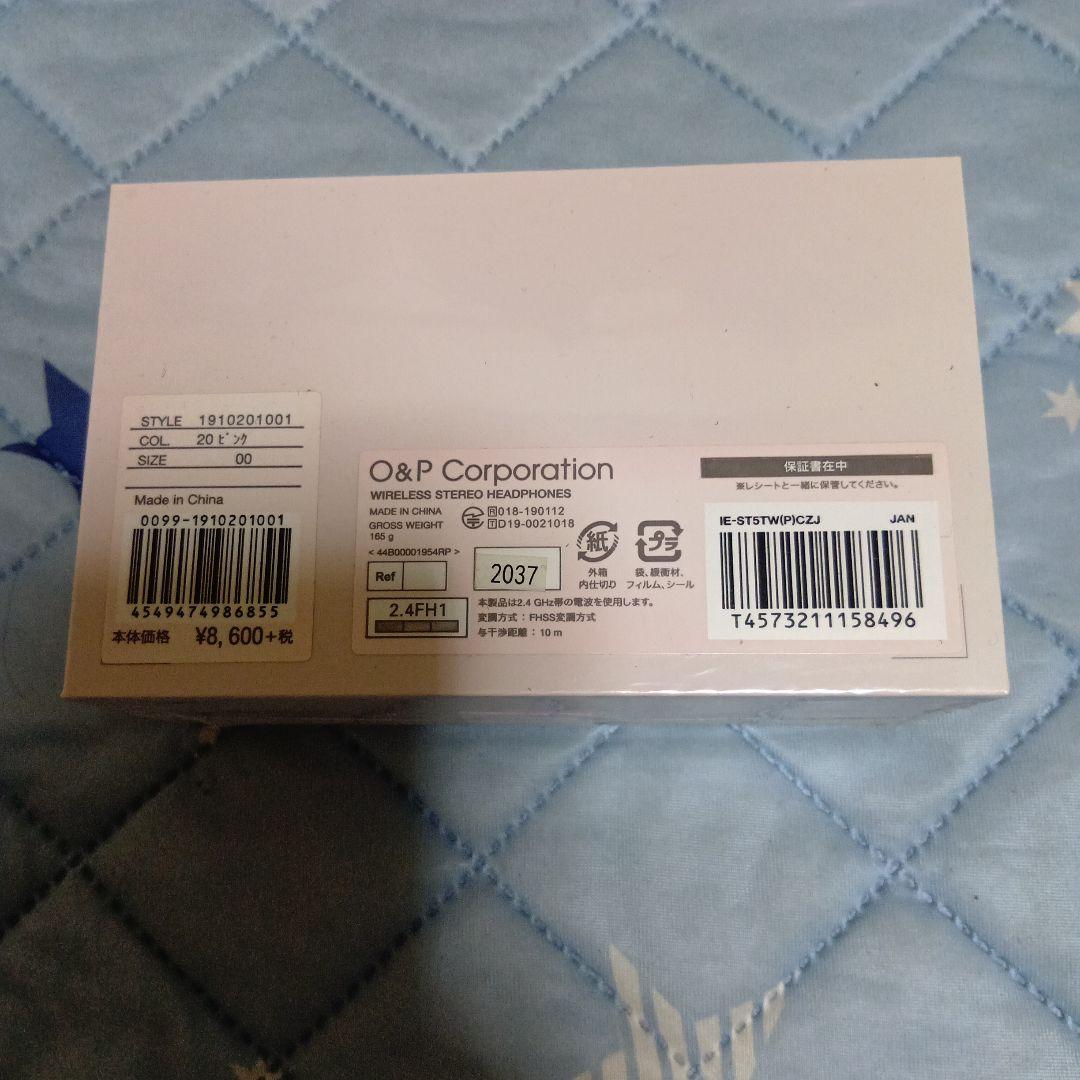 STYLE 1910201001
COL. 20 ﾋﾟﾝｸ
SIZE 00
Made in China
0099-1910201001
4549474986855
本体価格 ¥8,600+税
O&P Corporation
WIRELESS STEREO HEADPHONES
MADE IN CHINA
GROSS WEIGHT
165 g
R 018-190112
T D19-0021018
< 44B00001954RP >
Ref
2037
2.4FH1
紙
外箱
内仕切り
プラ
袋、緩衝材、
フィルム、シール
本製品は2.4 GHz帯の電波を使用します。
変調方式：FHSS変調方式
与干渉距離：10 m
保証書在中
※レシートと一緒に保管してください。
IE-ST5TW(P)CZJ JAN
T4573211158496